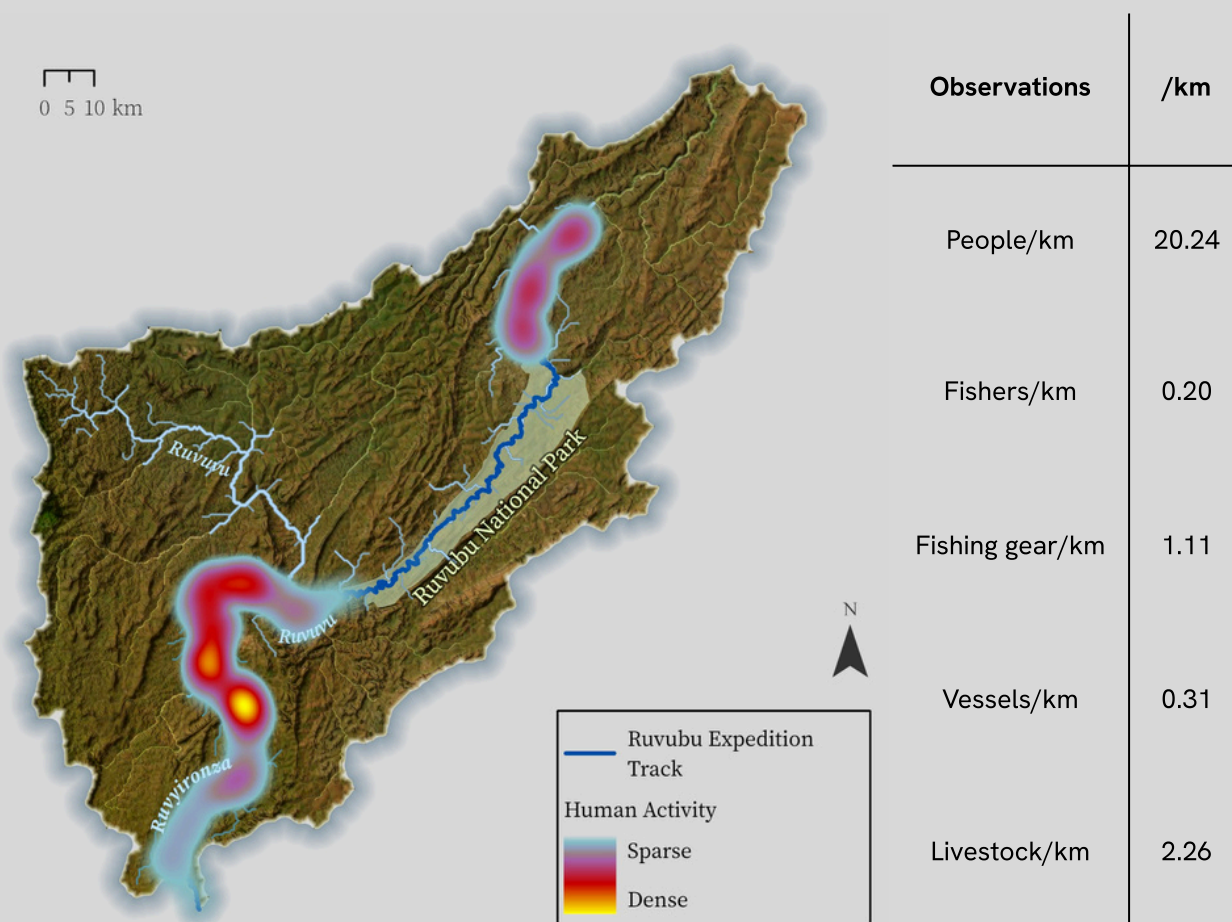 0 5 10 km
Ruvuvu
Ruvubu National Park
Ruvuvu
Ruvyironza
N
Ruvubu Expedition
Track
Human Activity
Sparse
Dense
Observations /km
People/km 20.24
Fishers/km 0.20
Fishing gear/km 1.11
Vessels/km 0.31
Livestock/km 2.26